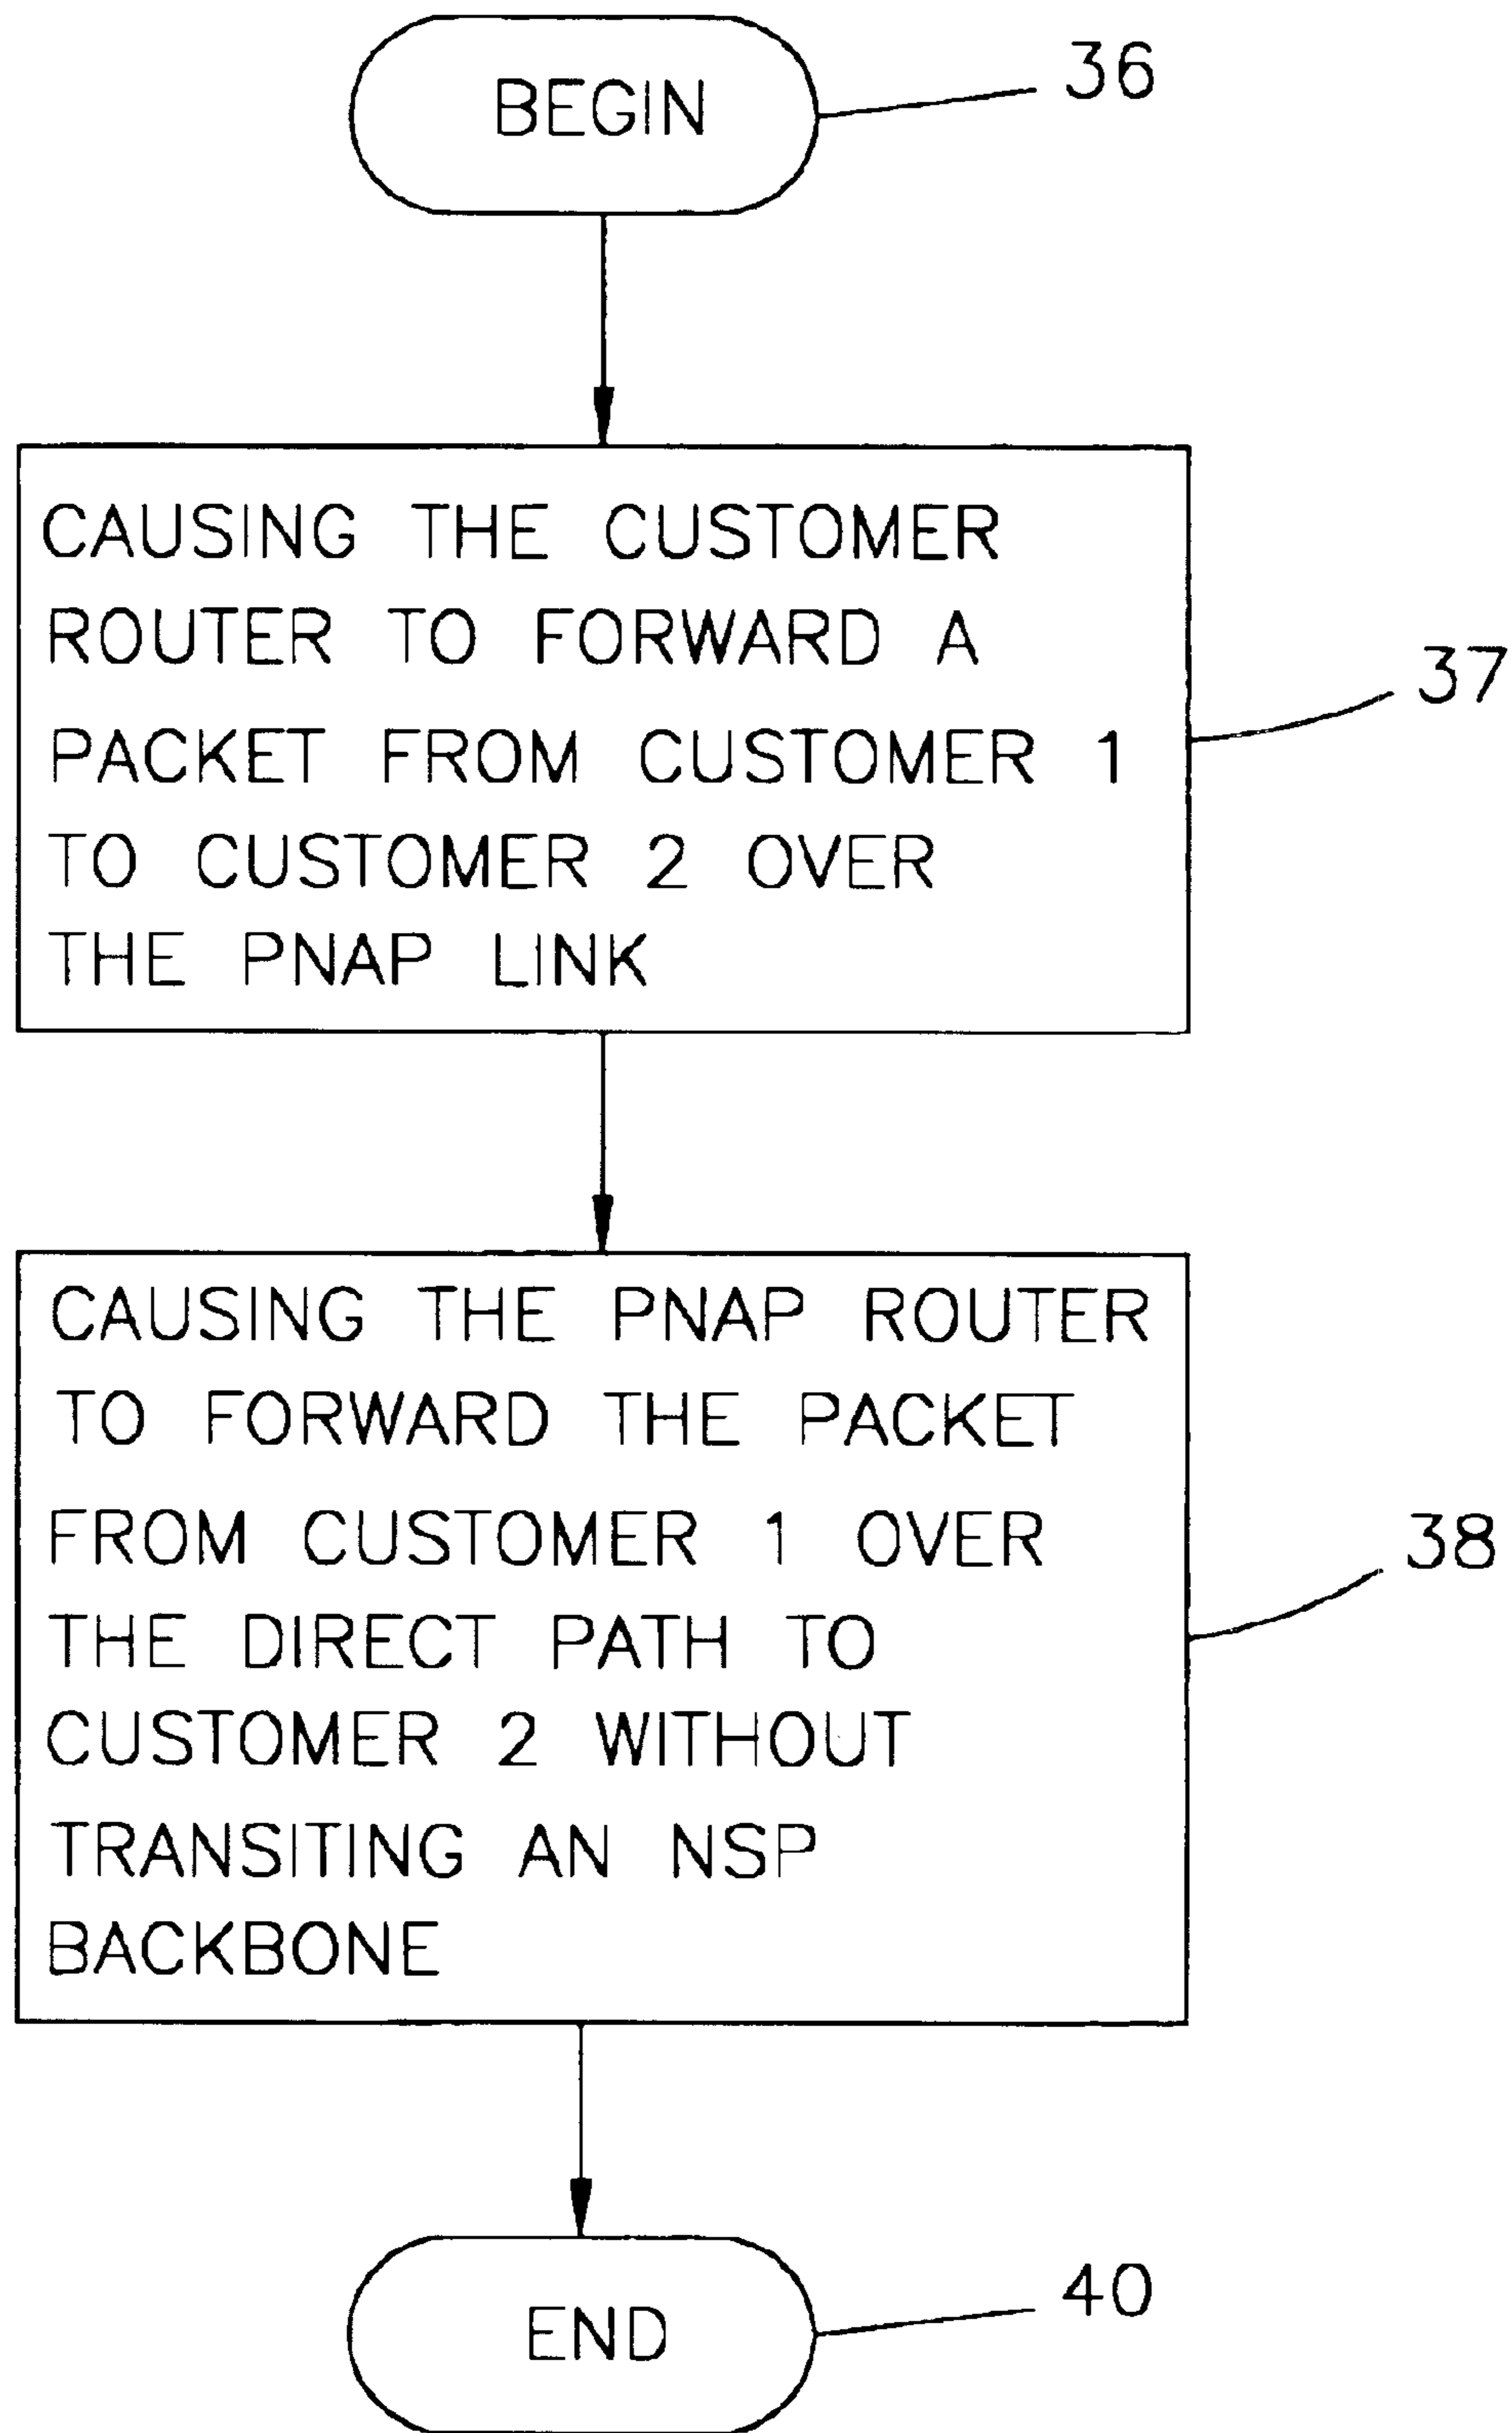 BEGIN
36
CAUSING THE CUSTOMER
ROUTER TO FORWARD A
PACKET FROM CUSTOMER 1
TO CUSTOMER 2 OVER
THE PNAP LINK
37
CAUSING THE PNAP ROUTER
TO FORWARD THE PACKET
FROM CUSTOMER 1 OVER
THE DIRECT PATH TO
CUSTOMER 2 WITHOUT
TRANSITING AN NSP
BACKBONE
38
END
40